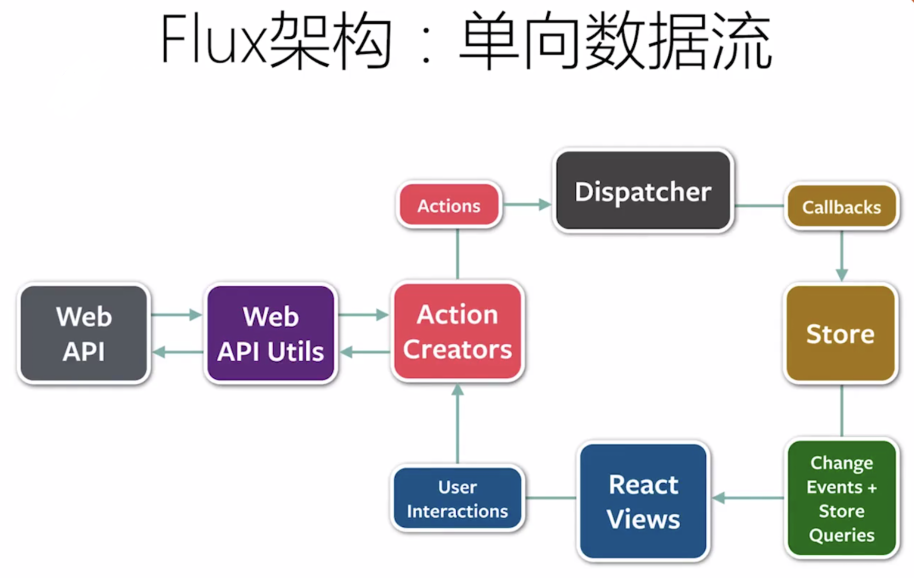 Flux架构：单向数据流
Actions
Dispatcher
Callbacks
Web
API
Web
API Utils
Action
Creators
Store
User
Interactions
React
Views
Change
Events +
Store
Queries